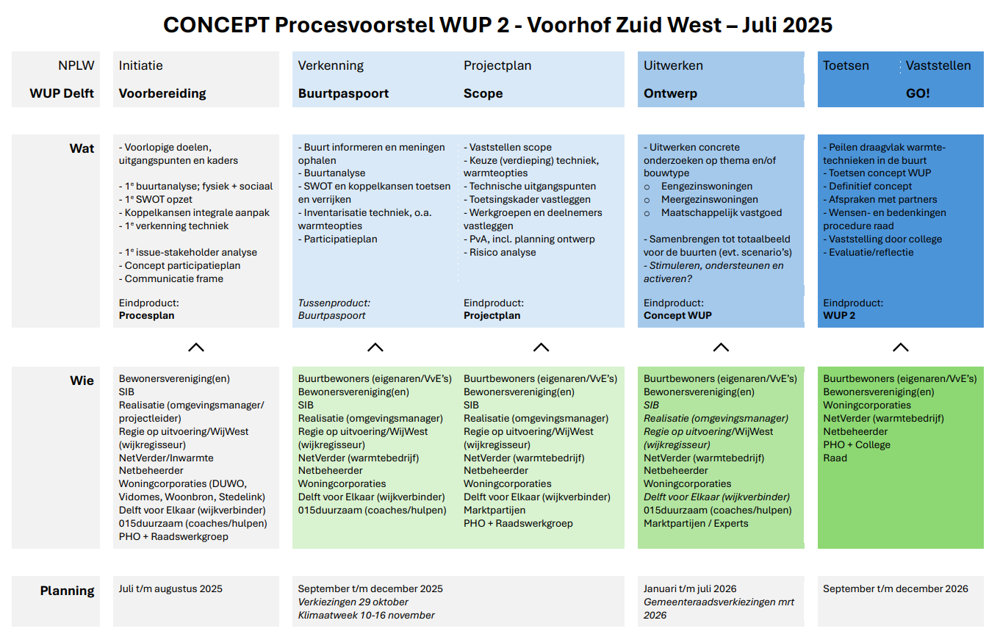 CONCEPT Procesvoorstel WUP 2 - Voorhof Zuid West – Juli 2025
NPLW
WUP Delft
Initiatie
Voorbereiding
Verkenning
Buurtpaspoort
Projectplan
Scope
Uitwerken
Ontwerp
Toetsen
Vaststellen
GO!
Wat
- Voorlopige doelen,
uitgangspunten en kaders
- 1e buurtanalyse; fysiek + sociaal
- 1e SWOT opzet
- Koppelkansen integrale aanpak
- 1e verkenning techniek
- 1e issue-stakeholder analyse
- Concept participatieplan
- Communicatie frame
Eindproduct:
Procesplan
- Buurt informeren en meningen
ophalen
- Buurtanalyse
- SWOT en koppelkansen toetsen
en verrijken
- Inventarisatie techniek, o.a.
warmteopties
- Participatieplan
Tussenproduct:
Buurtpaspoort
- Vaststellen scope
- Keuze (verdieping) techniek,
warmteopties
- Technische uitgangspunten
- Toetsingskader vastleggen
- Werkgroepen en deelnemers
vastleggen
- PvA, incl. planning ontwerp
- Risico analyse
Eindproduct:
Projectplan
- Uitwerken concrete
onderzoeken op thema en/of
bouwtype
o Eengezinswoningen
o Meergezinswoningen
o Maatschappelijk vastgoed
- Samenbrengen tot totaalbeeld
voor de buurten (evt. scenario’s)
- Stimuleren, ondersteunen en
activeren?
Eindproduct:
Concept WUP
- Peilen draagvlak warmte-
technieken in de buurt
- Toetsen concept WUP
- Definitief concept
- Afspraken met partners
- Wensen- en bedenkingen
procedure raad
- Vaststelling door college
- Evaluatie/reflectie
Eindproduct:
WUP 2
Wie
Bewonersvereniging(en)
SIB
Realisatie (omgevingsmanager/
projectleider)
Regie op uitvoering/WijWest
(wijkregisseur)
NetVerder/Inwarmte
Netbeheerder
Woningcorporaties (DUWO,
Vidomes, Woonbron, Stedelink)
Delft voor Elkaar (wijkverbinder)
015duurzaam (coaches/hulpen)
PHO + Raadswerkgroep
Buurtbewoners (eigenaren/VvE’s)
Bewonersvereniging(en)
SIB
Realisatie (omgevingsmanager)
Regie op uitvoering/WijWest
(wijkregisseur)
NetVerder (warmtebedrijf)
Netbeheerder
Woningcorporaties
Delft voor Elkaar (wijkverbinder)
015duurzaam (coaches/hulpen)
Buurtbewoners (eigenaren/VvE’s)
Bewonersvereniging(en)
SIB
Realisatie (omgevingsmanager)
Regie op uitvoering/WijWest
(wijkregisseur)
NetVerder (warmtebedrijf)
Netbeheerder
Woningcorporaties
Delft voor Elkaar (wijkverbinder)
Marktpartijen
PHO + Raadswerkgroep
Buurtbewoners (eigenaren/VvE’s)
Bewonersvereniging(en)
SIB
Realisatie (omgevingsmanager)
Regie op uitvoering/WijWest
(wijkregisseur)
NetVerder (warmtebedrijf)
Netbeheerder
Woningcorporaties
Delft voor Elkaar (wijkverbinder)
015duurzaam (coaches/hulpen)
Marktpartijen / Experts
Buurtbewoners (eigenaren/VvE’s)
Bewonersvereniging(en)
Woningcorporaties
NetVerder (warmtebedrijf)
Netbeheerder
PHO + College
Raad
Planning
Juli t/m augustus 2025
September t/m december 2025
Verkiezingen 29 oktober
Klimaatweek 10-16 november
Januari t/m juli 2026
Gemeenteraadsverkiezingen mrt
2026
September t/m december 2026